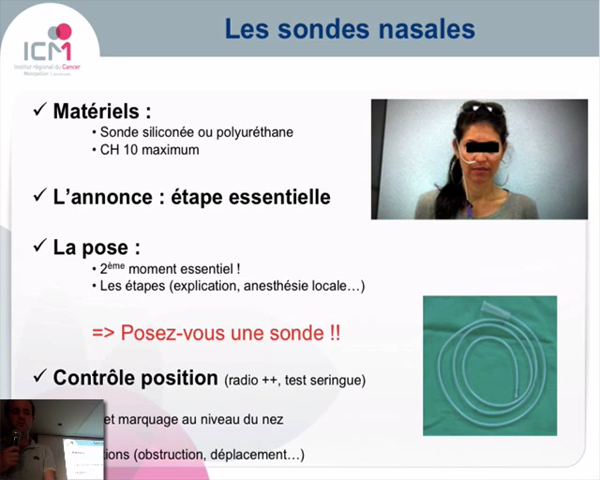 ICM
Institut régional du Cancer
Montpellier
Les sondes nasales
✓ Matériels :
• Sonde siliconée ou polyuréthane
• CH 10 maximum
✓ L’annonce : étape essentielle
✓ La pose :
• 2ème moment essentiel !
• Les étapes (explication, anesthésie locale…)
=> Posez-vous une sonde !!
✓ Contrôle position (radio ++, test seringue)
et marquage au niveau du nez
tions (obstruction, déplacement…)